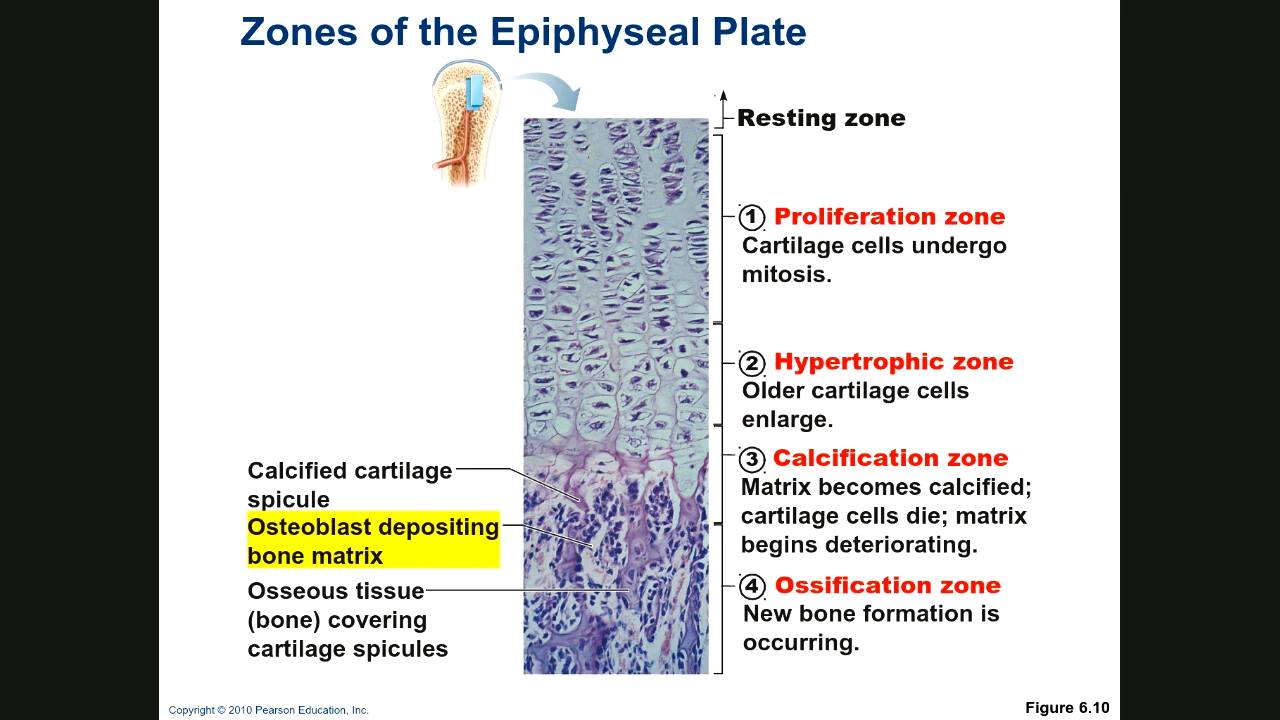 Zones of the Epiphyseal Plate
Resting zone
1 Proliferation zone
Cartilage cells undergo
mitosis.
2 Hypertrophic zone
Older cartilage cells
enlarge.
3 Calcification zone
Matrix becomes calcified;
cartilage cells die; matrix
begins deteriorating.
4 Ossification zone
New bone formation is
occurring.
Calcified cartilage
spicule
Osteoblast depositing
bone matrix
Osseous tissue
(bone) covering
cartilage spicules
Copyright © 2010 Pearson Education, Inc.
Figure 6.10